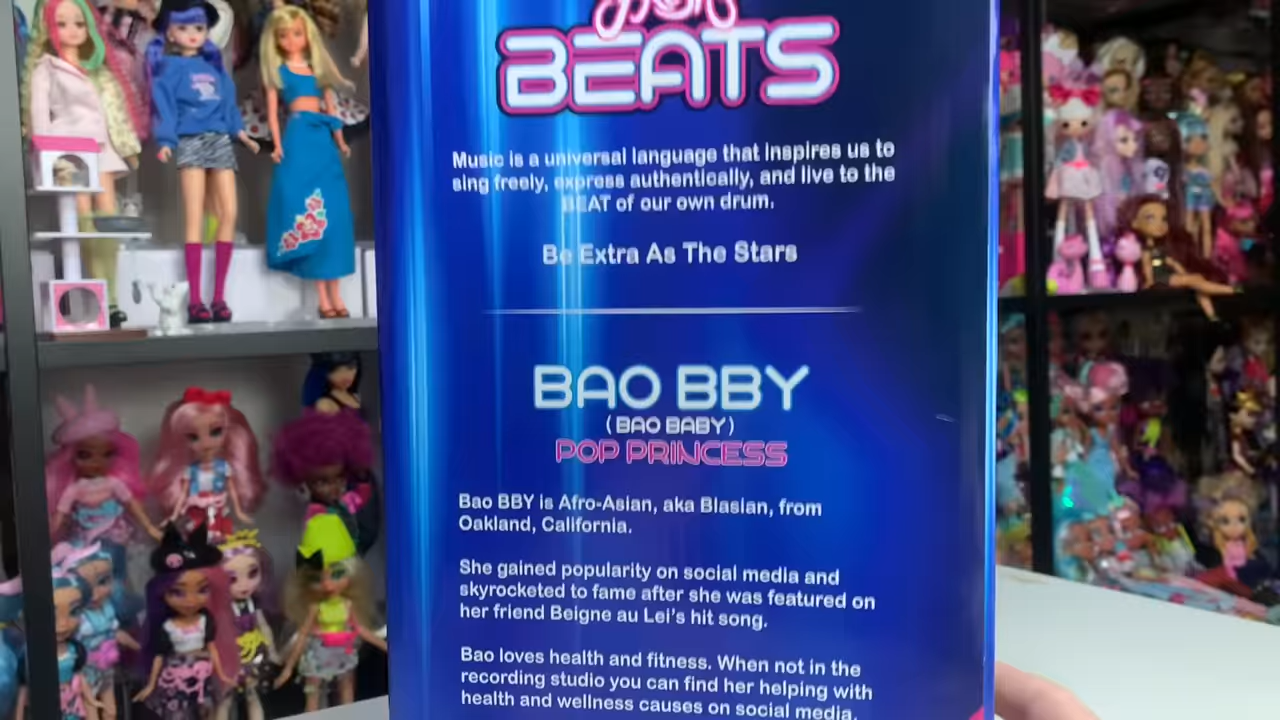 BEATS
Music is a universal language that inspires us to
sing freely, express authentically, and live to the
BEAT of our own drum.
Be Extra As The Stars
BAO BBY
(BAO BABY)
POP PRINCESS
Bao BBY is Afro-Asian, aka Blasian, from
Oakland, California.
She gained popularity on social media and
skyrocketed to fame after she was featured on
her friend Beigne au Lei's hit song.
Bao loves health and fitness. When not in the
recording studio you can find her helping with
health and wellness causes on social media.